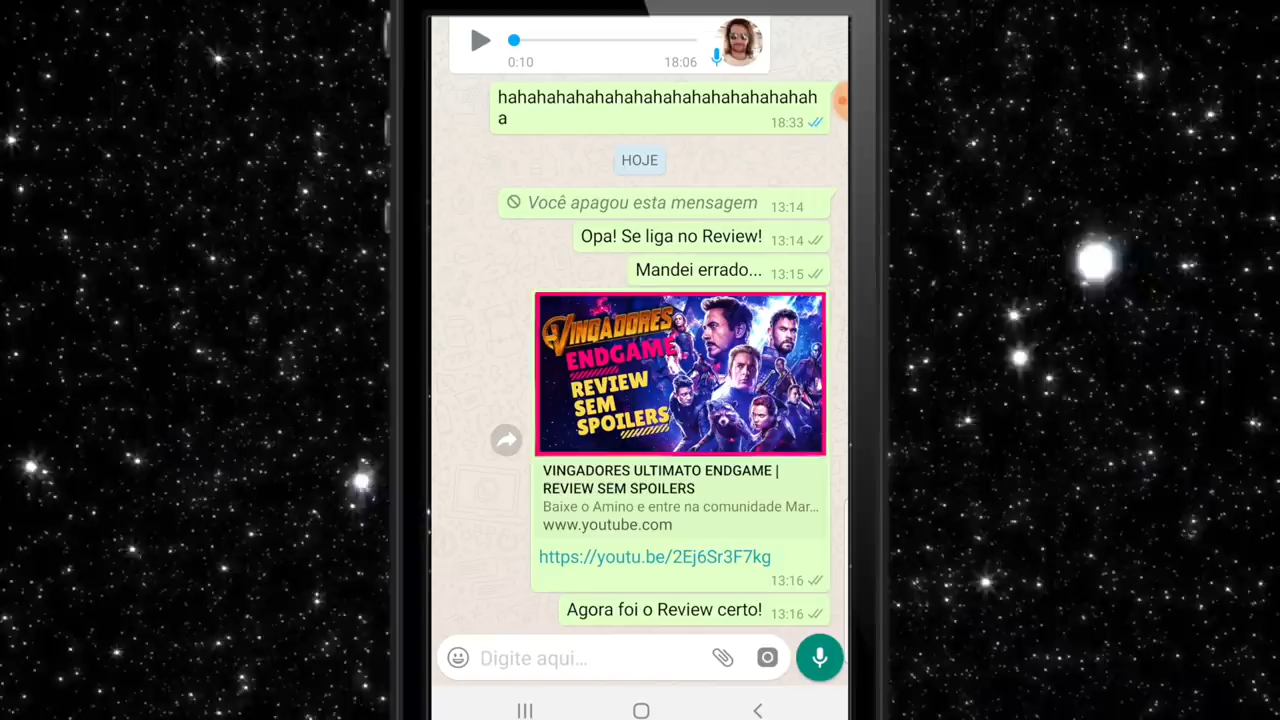 0:10 18:06
hahahahahahahahahahahahahahahahah
a
18:33
HOJE
Você apagou esta mensagem 13:14
Opa! Se liga no Review! 13:14
Mandei errado... 13:15
VINGADORES
ENDGAME
REVIEW
SEM
SPOILERS
VINGADORES ULTIMATO ENDGAME |
REVIEW SEM SPOILERS
Baixe o Amino e entre na comunidade Mar...
www.youtube.com
https://youtu.be/2Ej6Sr3F7kg
13:16
Agora foi o Review certo! 13:16
Digite aqui...